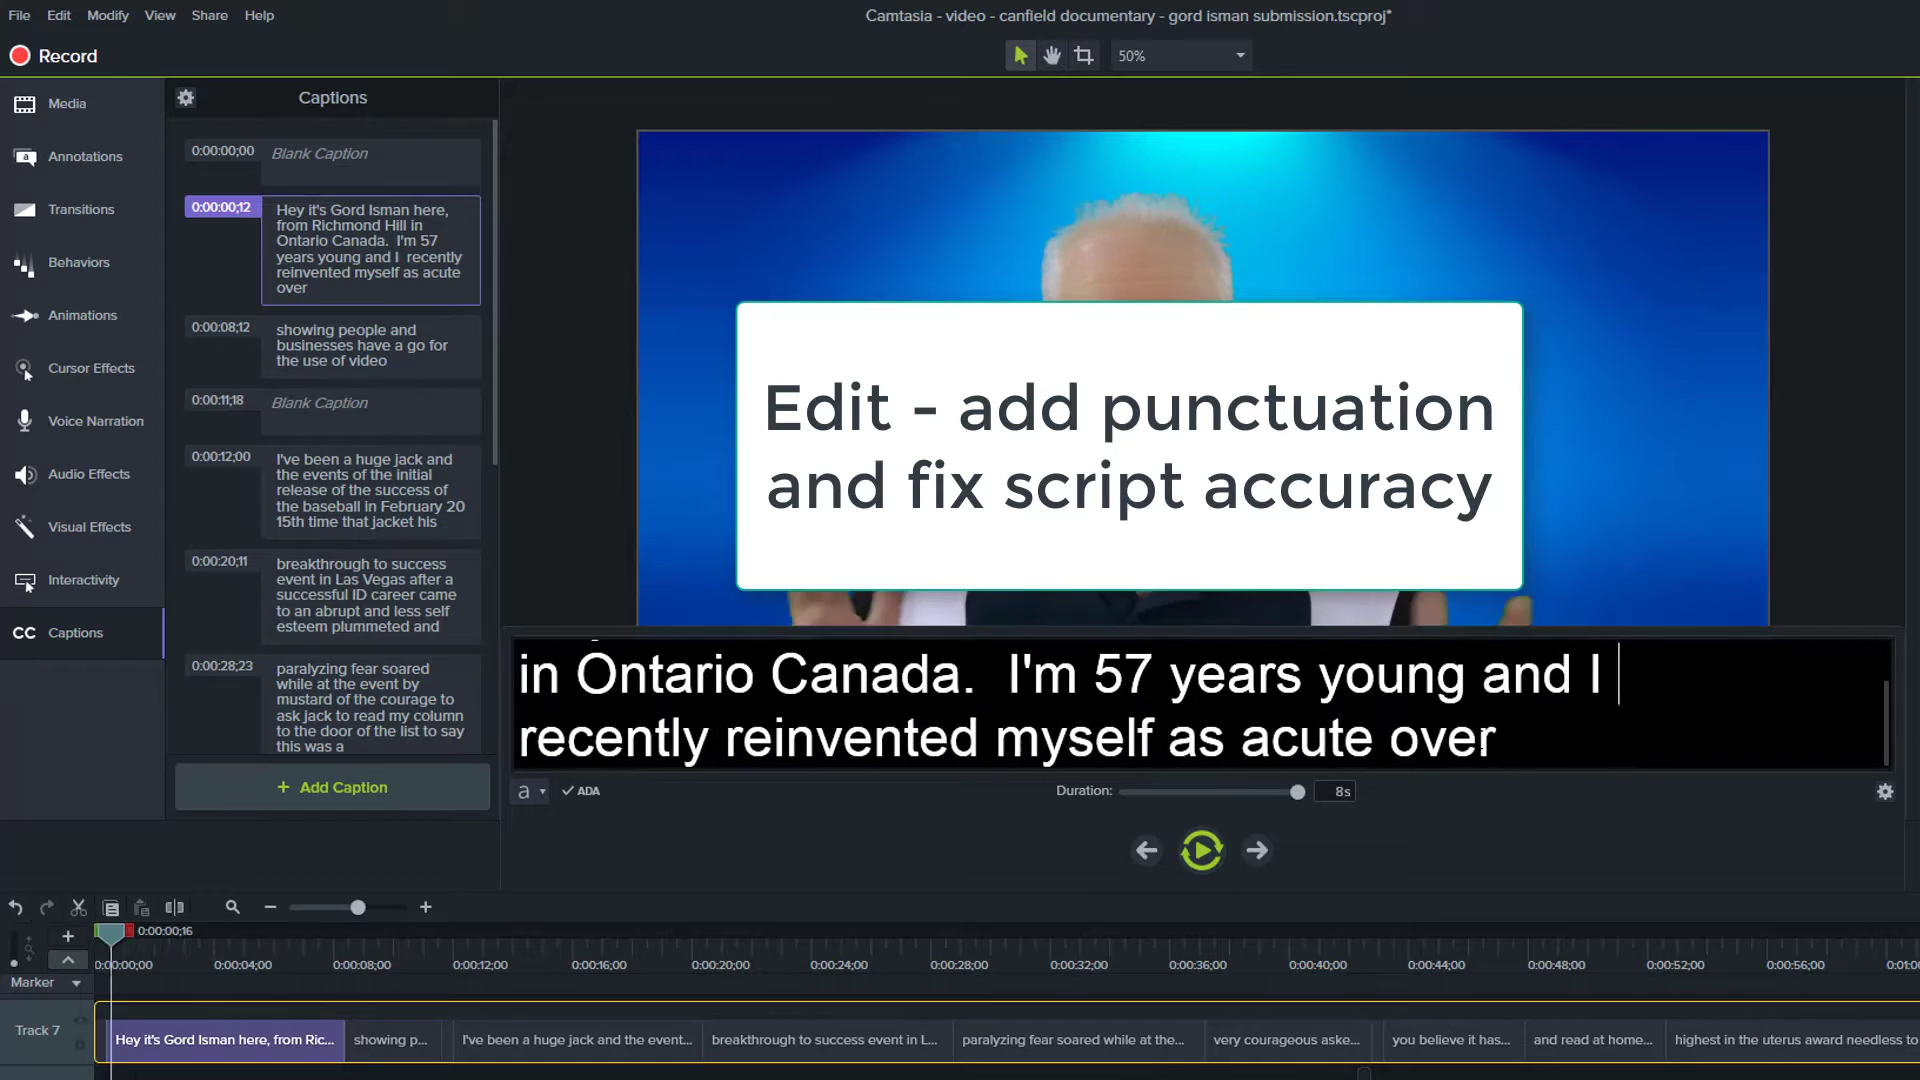 File Edit Modify View Share Help
Camtasia - video - canfield documentary - gord isman submission.tscproj*
Record
50%
Media
Annotations
Transitions
Behaviors
Animations
Cursor Effects
Voice Narration
Audio Effects
Visual Effects
Interactivity
CC Captions
Captions
0:00:00;00 Blank Caption
0:00:00;12 Hey it's Gord Isman here,
from Richmond Hill in
Ontario Canada.  I'm 57
years young and I  recently
reinvented myself as acute
over
0:00:08;12 showing people and
businesses have a go for
the use of video
0:00:11;18 Blank Caption
0:00:12;00 I've been a huge jack and
the events of the initial
release of the success of
the baseball in February 20
15th time that jacket his
0:00:20;11 breakthrough to success
event in Las Vegas after a
successful ID career came
to an abrupt and less self
esteem plummeted and
0:00:28;23 paralyzing fear soared
while at the event by
mustard of the courage to
ask jack to read my column
to the door of the list to say
this was a
+ Add Caption
Edit - add punctuation
and fix script accuracy
in Ontario Canada.  I'm 57 years young and I
recently reinvented myself as acute over
a ADA
Duration: 8s
0:00:00;16
0:00:00;00 0:00:04;00 0:00:08;00 0:00:12;00 0:00:16;00 0:00:20;00 0:00:24;00 0:00:28;00 0:00:32;00 0:00:36;00 0:00:40;00 0:00:44;00 0:00:48;00 0:00:52;00 0:00:56;00 0:01:00
Marker
Track 7
Hey it's Gord Isman here, from Ric... showing p... I've been a huge jack and the event... breakthrough to success event in L... paralyzing fear soared while at the... very courageous aske... you believe it has... and read at home... highest in the uterus award needless to